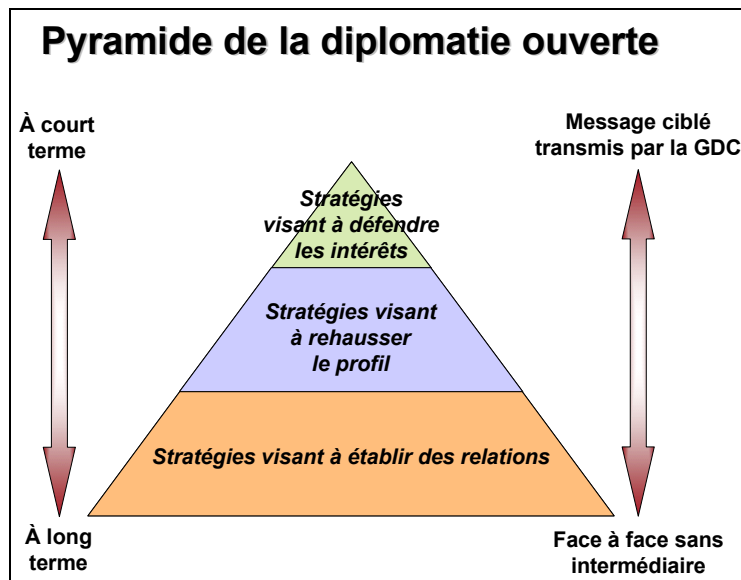 Pyramide de la diplomatie ouverte
À court
terme
Message ciblé
transmis par la GDC
Stratégies
visant à défendre
les intérêts
Stratégies visant
à rehausser
le profil
Stratégies visant à établir des relations
À long
terme
Face à face sans
intermédiaire